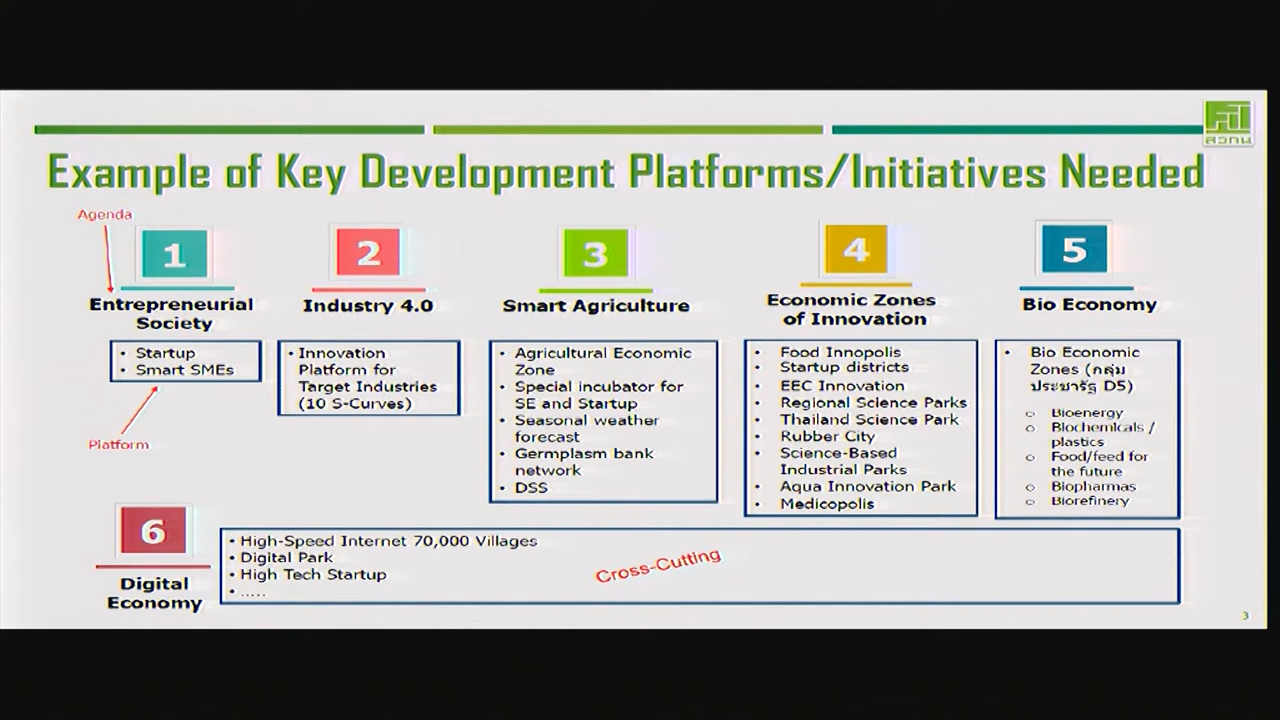 สวทน
Example of Key Development Platforms/Initiatives Needed
Agenda
1
Entrepreneurial
Society
• Startup
• Smart SMEs
Platform
2
Industry 4.0
• Innovation
Platform for
Target Industries
(10 S-Curves)
3
Smart Agriculture
• Agricultural Economic
Zone
• Special incubator for
SE and Startup
• Seasonal weather
forecast
• Germplasm bank
network
• DSS
4
Economic Zones
of Innovation
• Food Innopolis
• Startup districts
• EEC Innovation
• Regional Science Parks
• Thailand Science Park
• Rubber City
• Science-Based
Industrial Parks
• Aqua Innovation Park
• Medicopolis
5
Bio Economy
• Bio Economic
Zones (กลุ่ม
ประชารัฐ D5)
o Bioenergy
o Biochemicals /
plastics
o Food/feed for
the future
o Biopharmas
o Biorefinery
6
Digital
Economy
• High-Speed Internet 70,000 Villages
• Digital Park
• High Tech Startup
• .....
Cross-Cutting
3